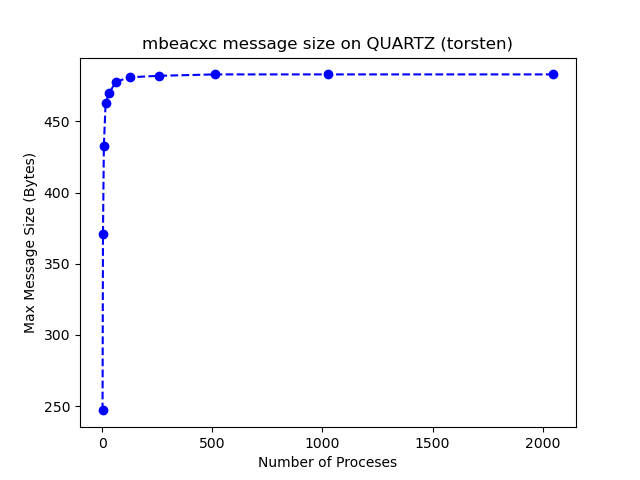 mbeacxc message size on QUARTZ (torsten)
Max Message Size (Bytes)
450
400
350
300
250
0 500 1000 1500 2000
Number of Proceses